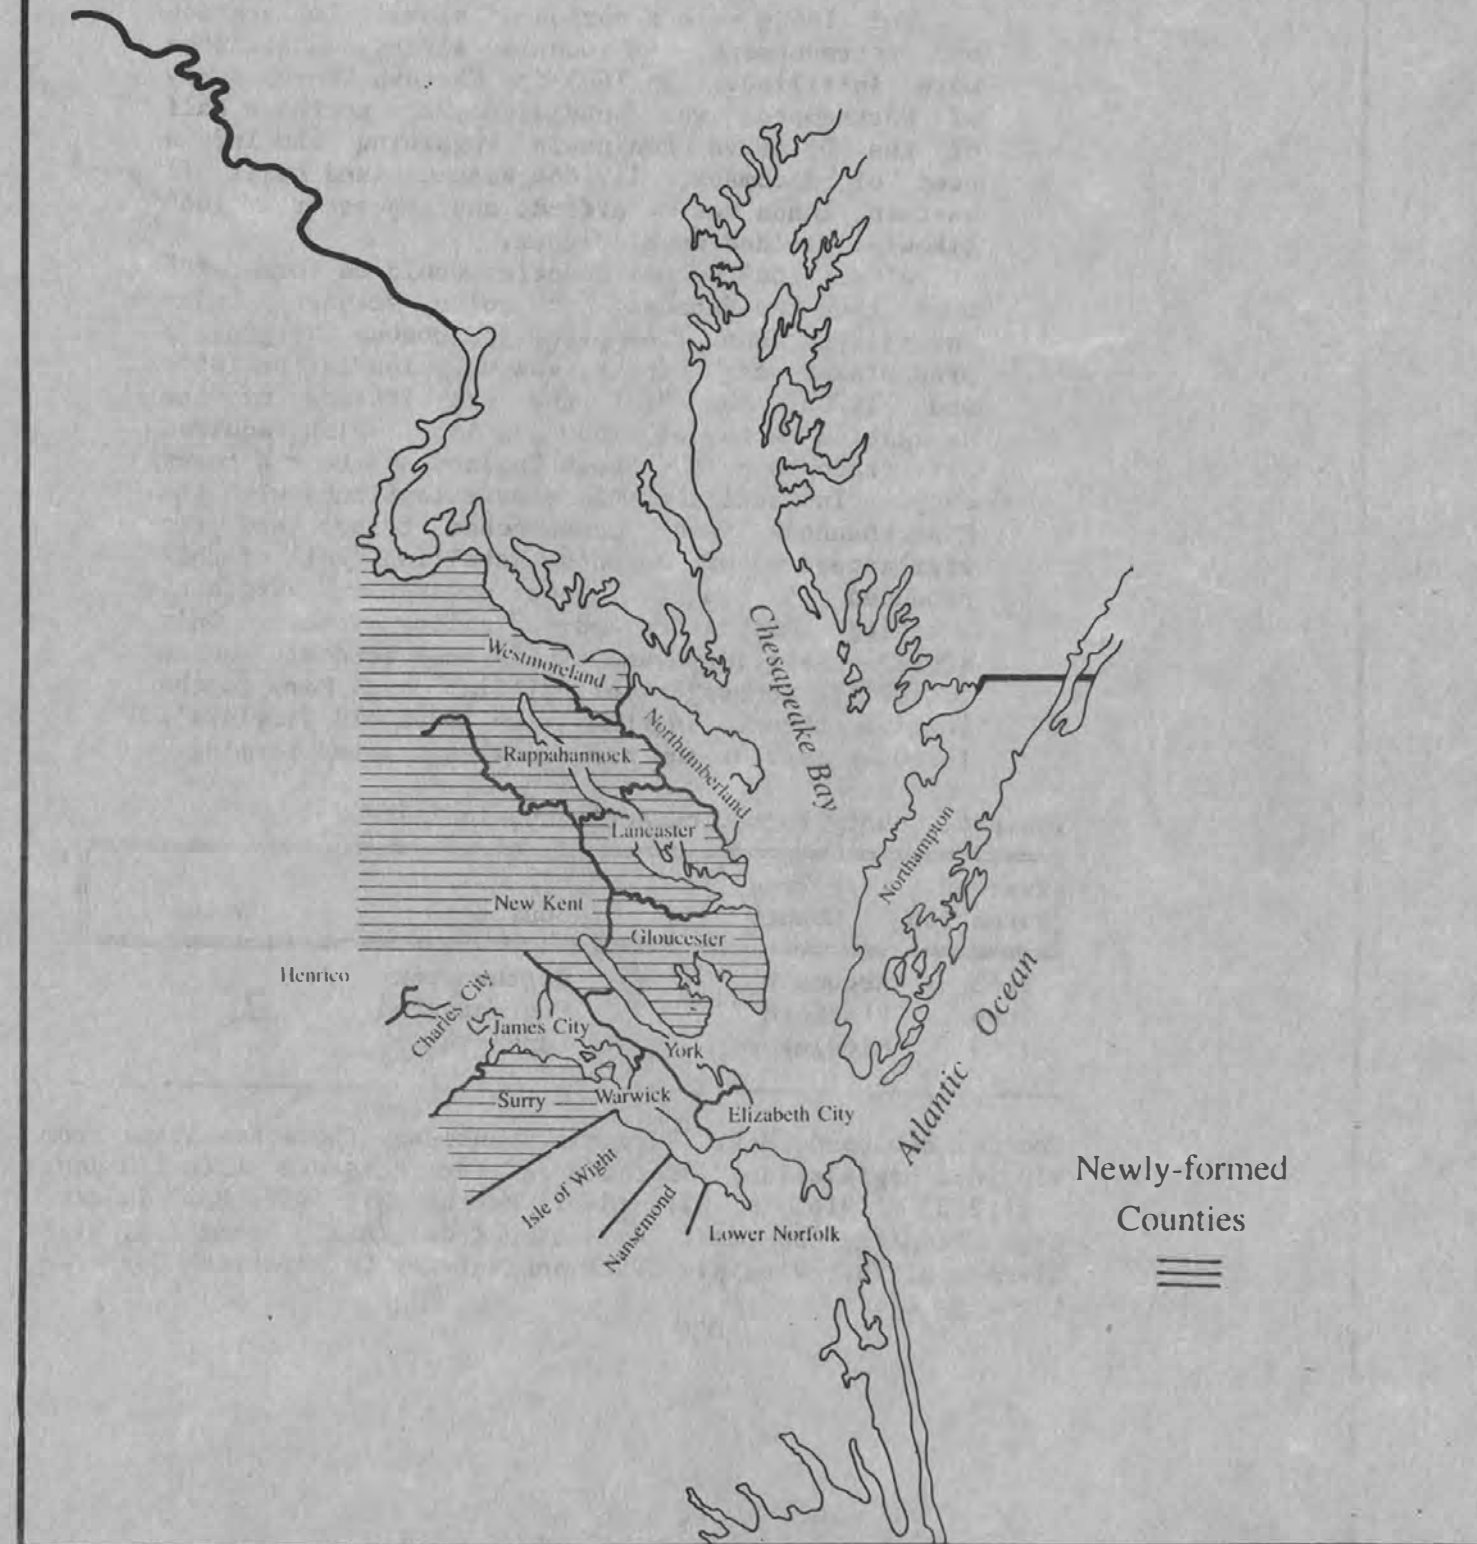 Westmoreland
Chesapeake Bay
Northumberland
Rappahannock
Lancaster
Northampton
New Kent
Gloucester
Henrico
Charles City
James City
Atlantic Ocean
York
Surry
Warwick
Elizabeth City
Isle of Wight
Nansemond
Lower Norfolk
Newly-formed
Counties